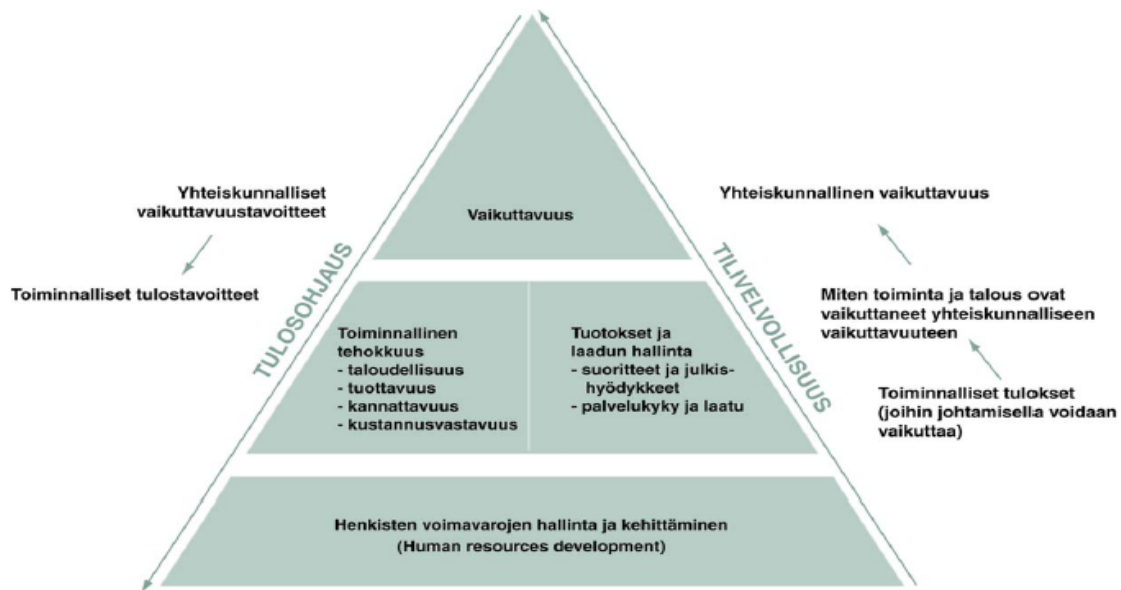 Yhteiskunnalliset
vaikuttavuustavoitteet
Toiminnalliset tulostavoitteet
TULOSOHJAUS
Vaikuttavuus
Toiminnallinen
tehokkuus
- taloudellisuus
- tuottavuus
- kannattavuus
- kustannusvastavuus
Tuotokset ja
laadun hallinta
- suoritteet ja julkis-
hyödykkeet
- palvelukyky ja laatu
Henkisten voimavarojen hallinta ja kehittäminen
(Human resources development)
TILIVELVOLLISUUS
Yhteiskunnallinen vaikuttavuus
Miten toiminta ja talous ovat
vaikuttaneet yhteiskunnalliseen
vaikuttavuuteen
Toiminnalliset tulokset
(joihin johtamisella voidaan
vaikuttaa)